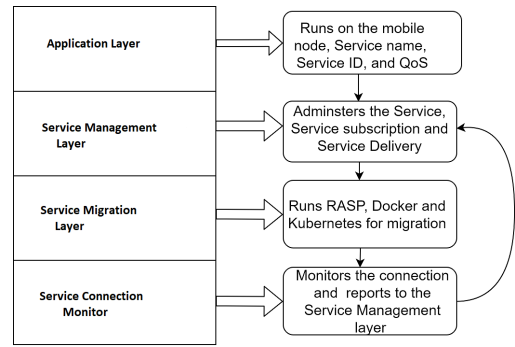 Application Layer
Runs on the mobile
node, Service name,
Service ID, and QoS
Service Management
Layer
Adminsters the Service,
Service subscription and
Service Delivery
Service Migration
Layer
Runs RASP, Docker and
Kubernetes for migration
Service Connection
Monitor
Monitors the connection
and reports to the
Service Management
layer